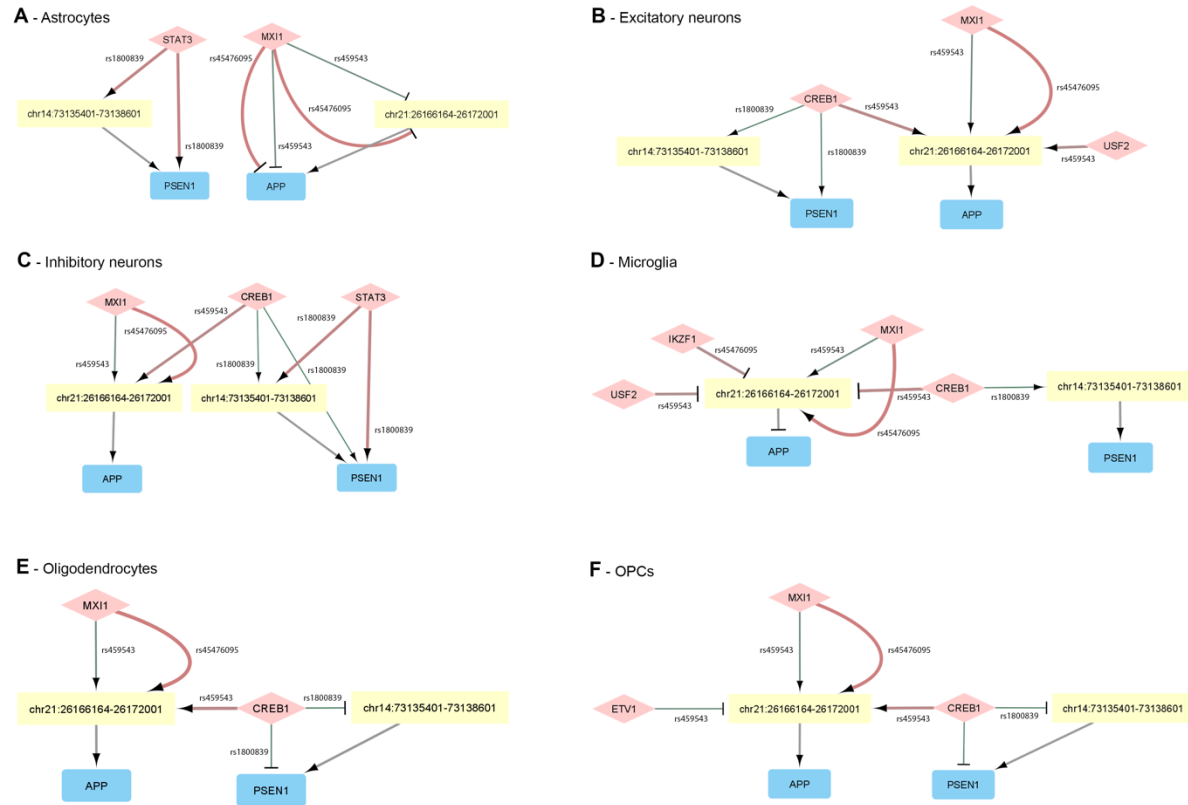 A - Astrocytes
STAT3
MXI1
rs1800839
rs45476095
rs459543
rs45476095
chr14:73135401-73138601
chr21:26166164-26172001
rs1800839
rs459543
PSEN1
APP
B - Excitatory neurons
MXI1
CREB1
rs1800839
rs459543
rs459543
rs45476095
chr14:73135401-73138601
rs1800839
chr21:26166164-26172001
USF2
rs459543
PSEN1
APP
C - Inhibitory neurons
MXI1
CREB1
STAT3
rs459543
rs45476095
rs1800839
rs459543
rs1800839
rs1800839
chr21:26166164-26172001
chr14:73135401-73138601
rs1800839
APP
PSEN1
D - Microglia
IKZF1
MXI1
rs45476095
rs459543
USF2
rs459543
chr21:26166164-26172001
CREB1
rs459543
rs1800839
chr14:73135401-73138601
rs45476095
APP
PSEN1
E - Oligodendrocytes
MXI1
rs459543
rs45476095
chr21:26166164-26172001
rs459543
CREB1
rs1800839
chr14:73135401-73138601
rs1800839
APP
PSEN1
F - OPCs
MXI1
rs459543
rs45476095
ETV1
rs459543
chr21:26166164-26172001
rs459543
CREB1
rs1800839
chr14:73135401-73138601
APP
PSEN1